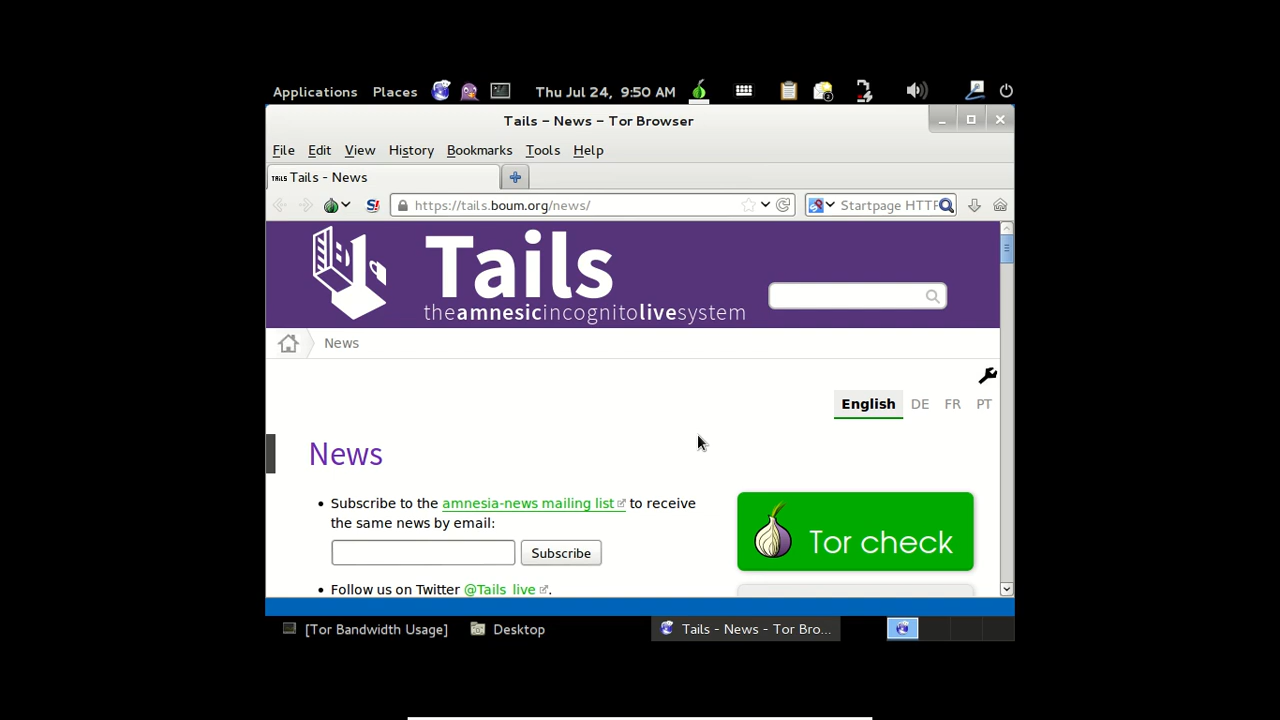 Applications Places Thu Jul 24, 9:50 AM
Tails – News – Tor Browser
File Edit View History Bookmarks Tools Help
Tails - News
https://tails.boum.org/news/ Startpage HTTP
Tails
theamnesicincognitolivesystem
News
English DE FR PT
News
Subscribe to the amnesia-news mailing list to receive
the same news by email:
Subscribe
Tor check
Follow us on Twitter @Tails_live.
[Tor Bandwidth Usage] Desktop Tails - News - Tor Bro...